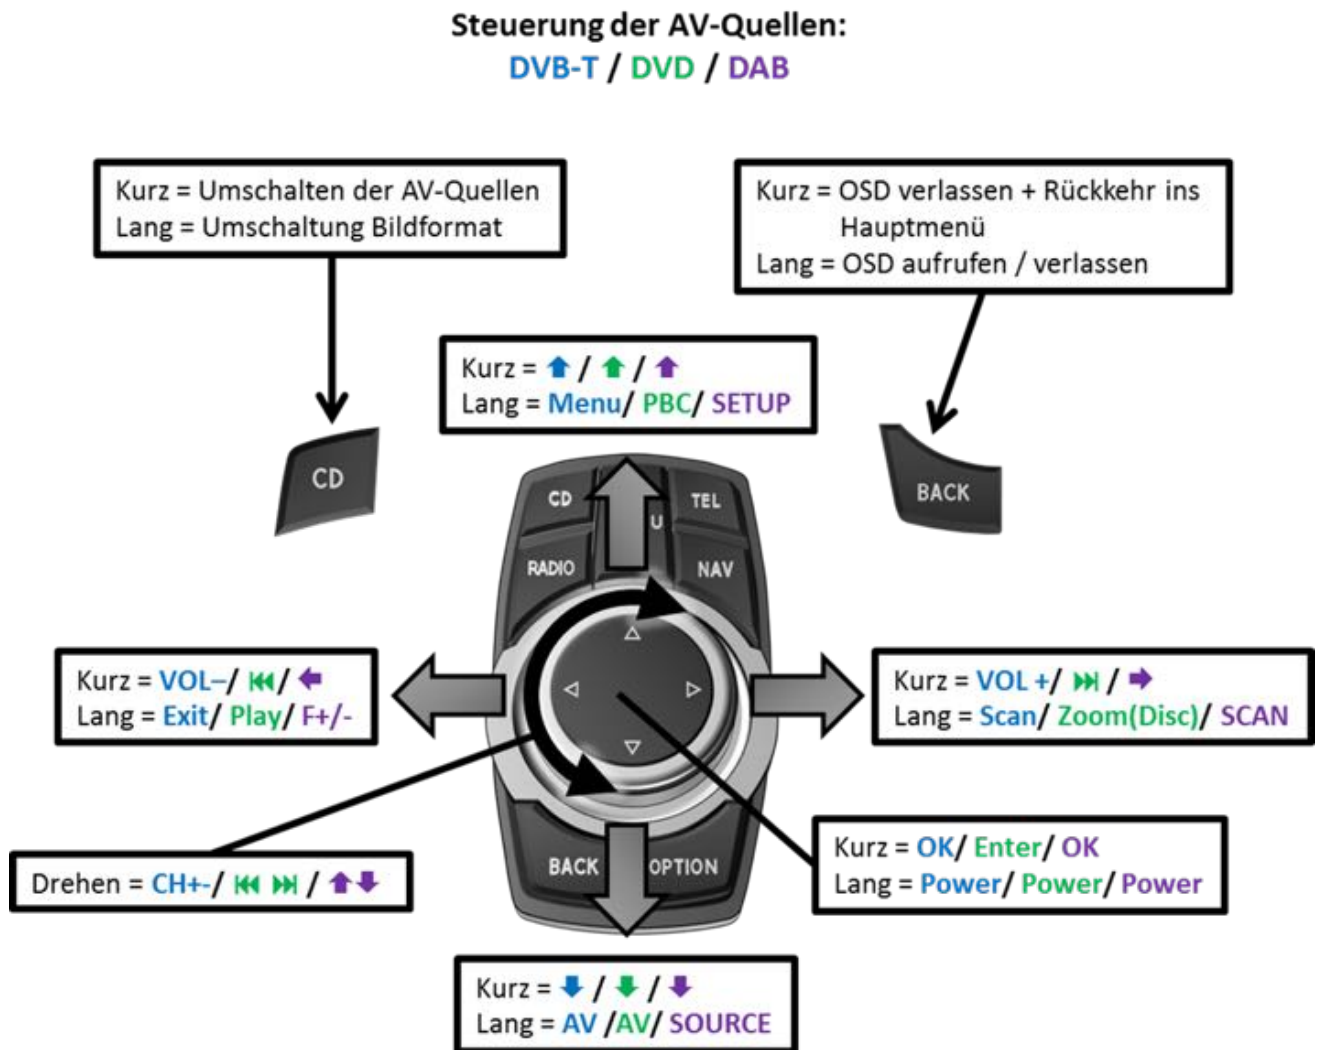 Steuerung der AV-Quellen:
DVB-T / DVD / DAB
Kurz = Umschalten der AV-Quellen
Lang = Umschaltung Bildformat
Kurz = OSD verlassen + Rückkehr ins
Hauptmenü
Lang = OSD aufrufen / verlassen
Kurz = ⬆ / ⬆ / ⬆
Lang = Menu/ PBC/ SETUP
CD
BACK
CD
U
TEL
RADIO
NAV
Kurz = VOL–/ ⏮/ ⬅
Lang = Exit/ Play/ F+/-
Kurz = VOL +/ ⏭ / ➡
Lang = Scan/ Zoom(Disc)/ SCAN
Drehen = CH+-/ ⏮ ⏭ / ⬆⬇
BACK
OPTION
Kurz = OK/ Enter/ OK
Lang = Power/ Power/ Power
Kurz = ⬇ / ⬇ / ⬇
Lang = AV /AV/ SOURCE